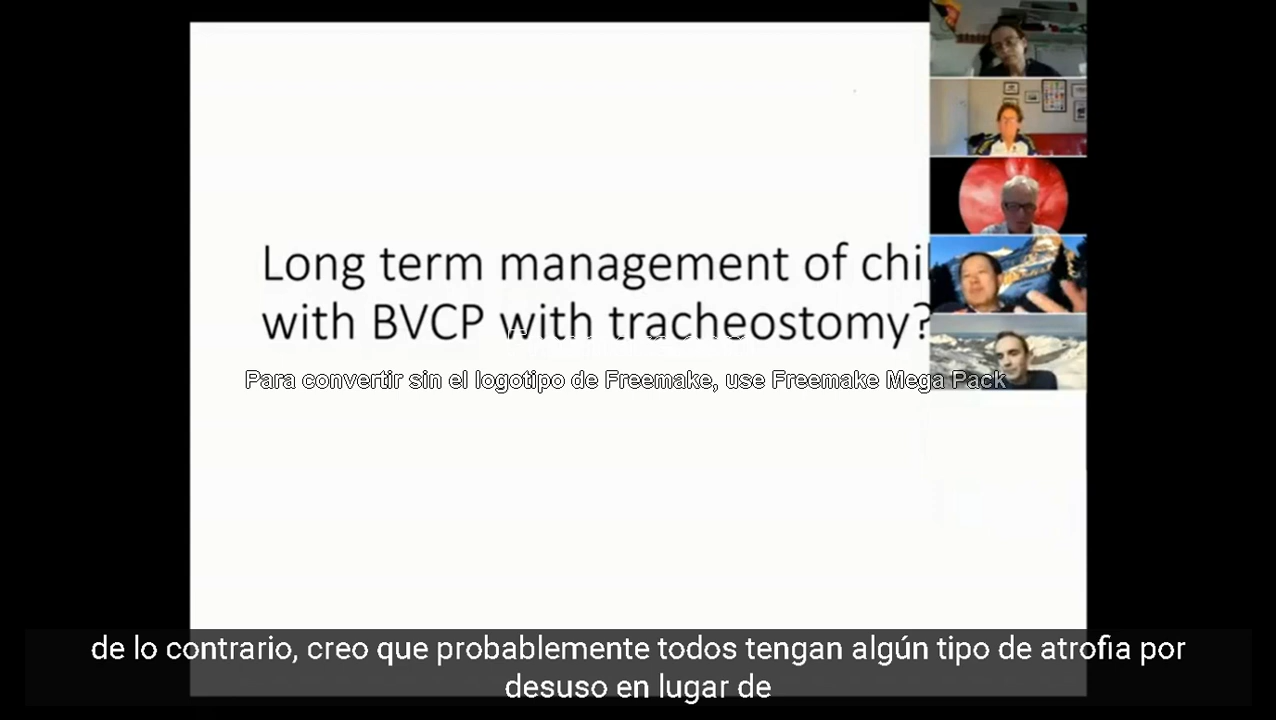 Long term management of chil
with BVCP with tracheostomy?
Para convertir sin el logotipo de Freemake, use Freemake Mega Pack
de lo contrario, creo que probablemente todos tengan algún tipo de atrofia por
desuso en lugar de